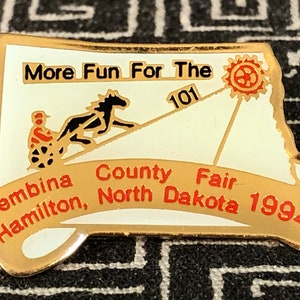 More Fun For The
101
embina County Fair
Hamilton, North Dakota 199